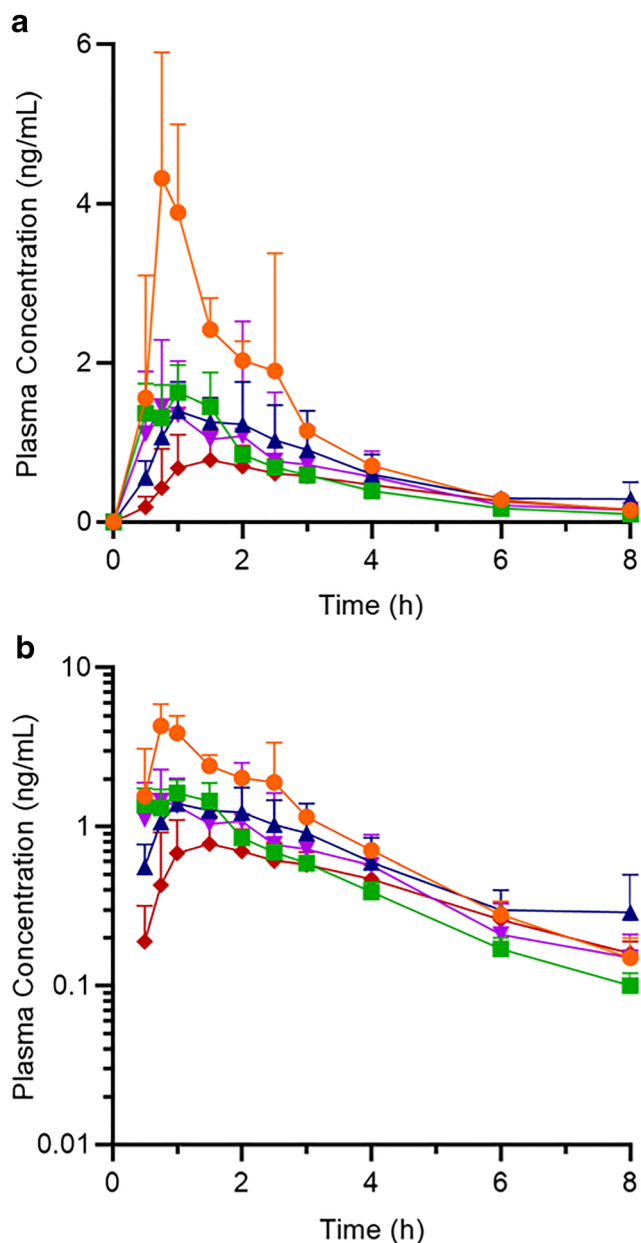 a
Plasma Concentration (ng/mL)
6
4
2
0
0 2 4 6 8
Time (h)
b
Plasma Concentration (ng/mL)
10
1
0.1
0.01
0 2 4 6 8
Time (h)